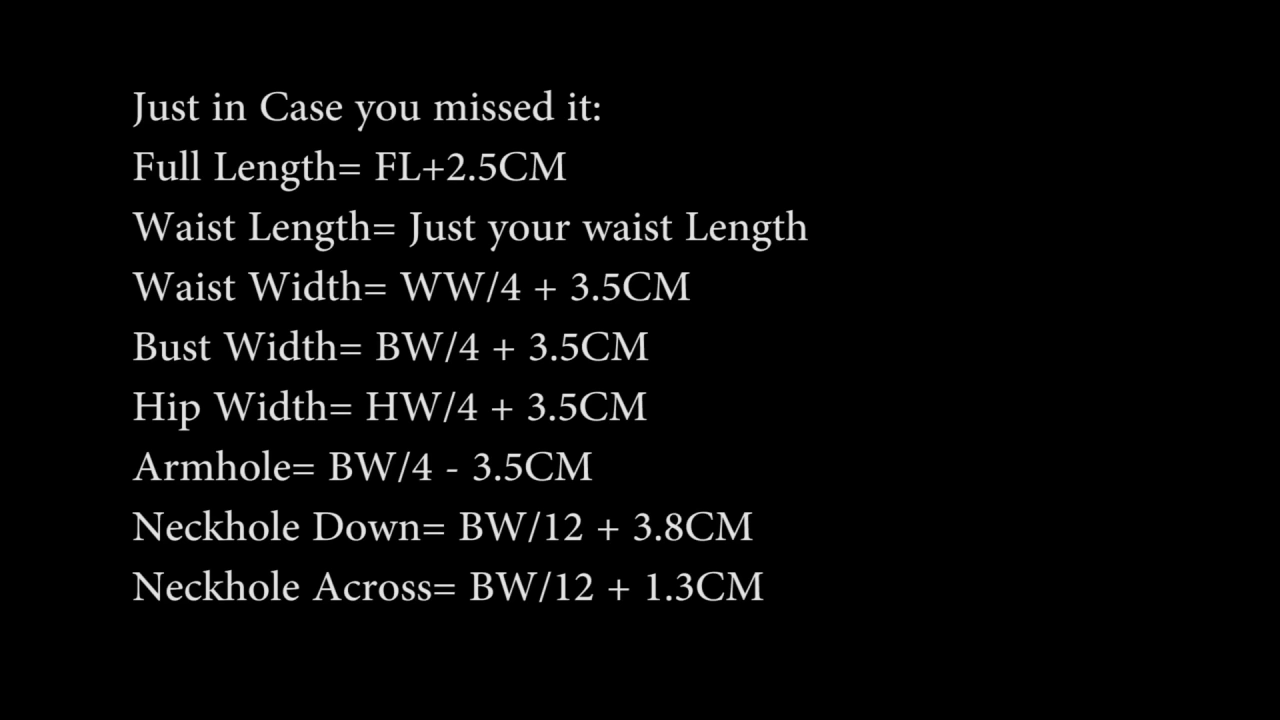 Just in Case you missed it:
Full Length= FL+2.5CM
Waist Length= Just your waist Length
Waist Width= WW/4 + 3.5CM
Bust Width= BW/4 + 3.5CM
Hip Width= HW/4 + 3.5CM
Armhole= BW/4 - 3.5CM
Neckhole Down= BW/12 + 3.8CM
Neckhole Across= BW/12 + 1.3CM